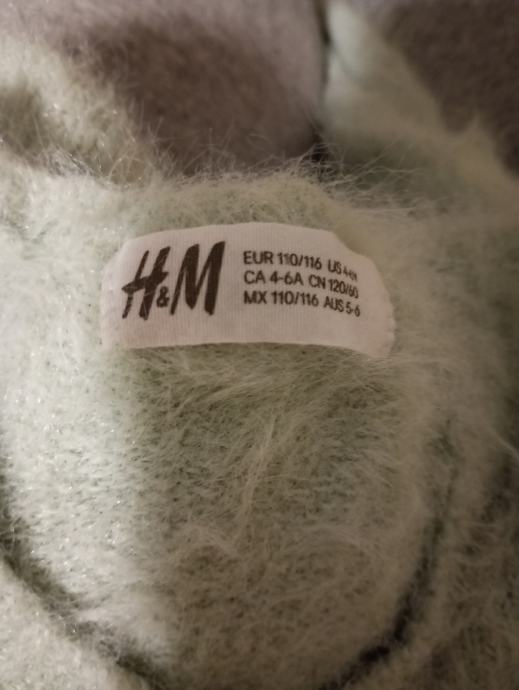 H&M
EUR 110/116 US 4-6Y
CA 4-6A CN 120/60
MX 110/116 AUS 5-6